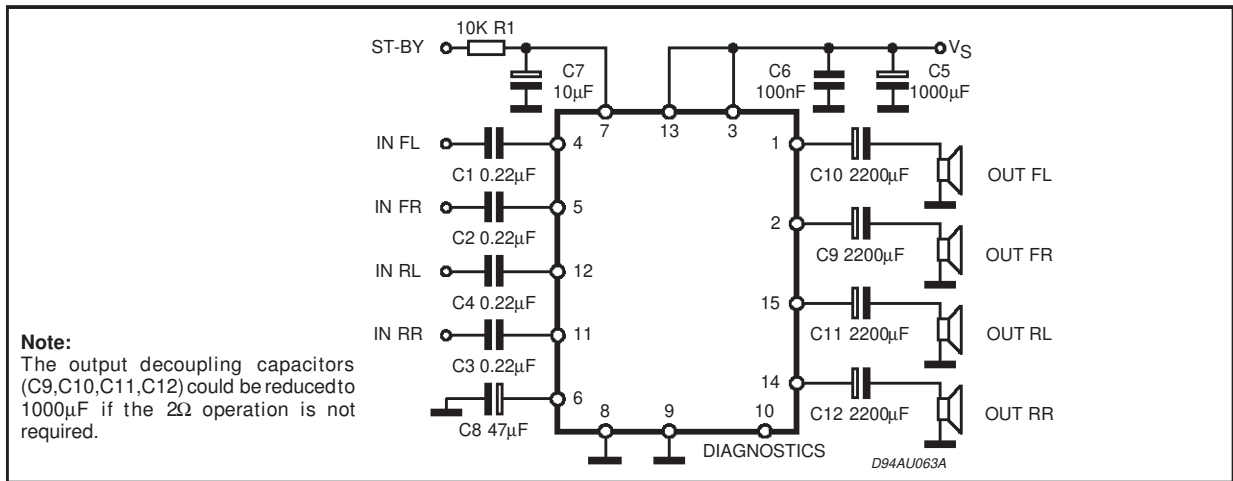 10K R1
ST-BY
C7
10µF
C6
100nF
C5
1000µF
VS
7
13
3
IN FL
C1 0.22µF
4
IN FR
C2 0.22µF
5
IN RL
C4 0.22µF
12
IN RR
C3 0.22µF
11
C8 47µF
6
8
9
10
DIAGNOSTICS
1
C10 2200µF
OUT FL
2
C9 2200µF
OUT FR
15
C11 2200µF
OUT RL
14
C12 2200µF
OUT RR
D94AU063A
Note:
The output decoupling capacitors
(C9,C10,C11,C12) could be reduced to
1000µF if the 2Ω operation is not
required.